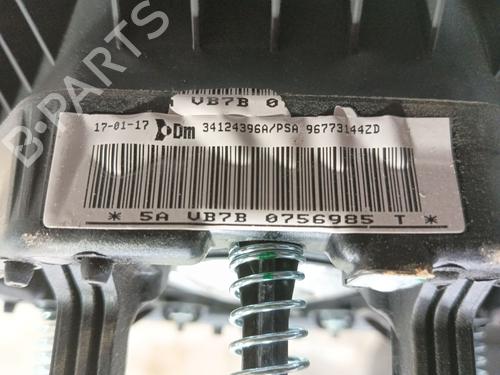 B-PARTS
VB7B 0
17-01-17 Dm 34124396A/PSA 96773144ZD
* 5A VB7B 0756985 T *